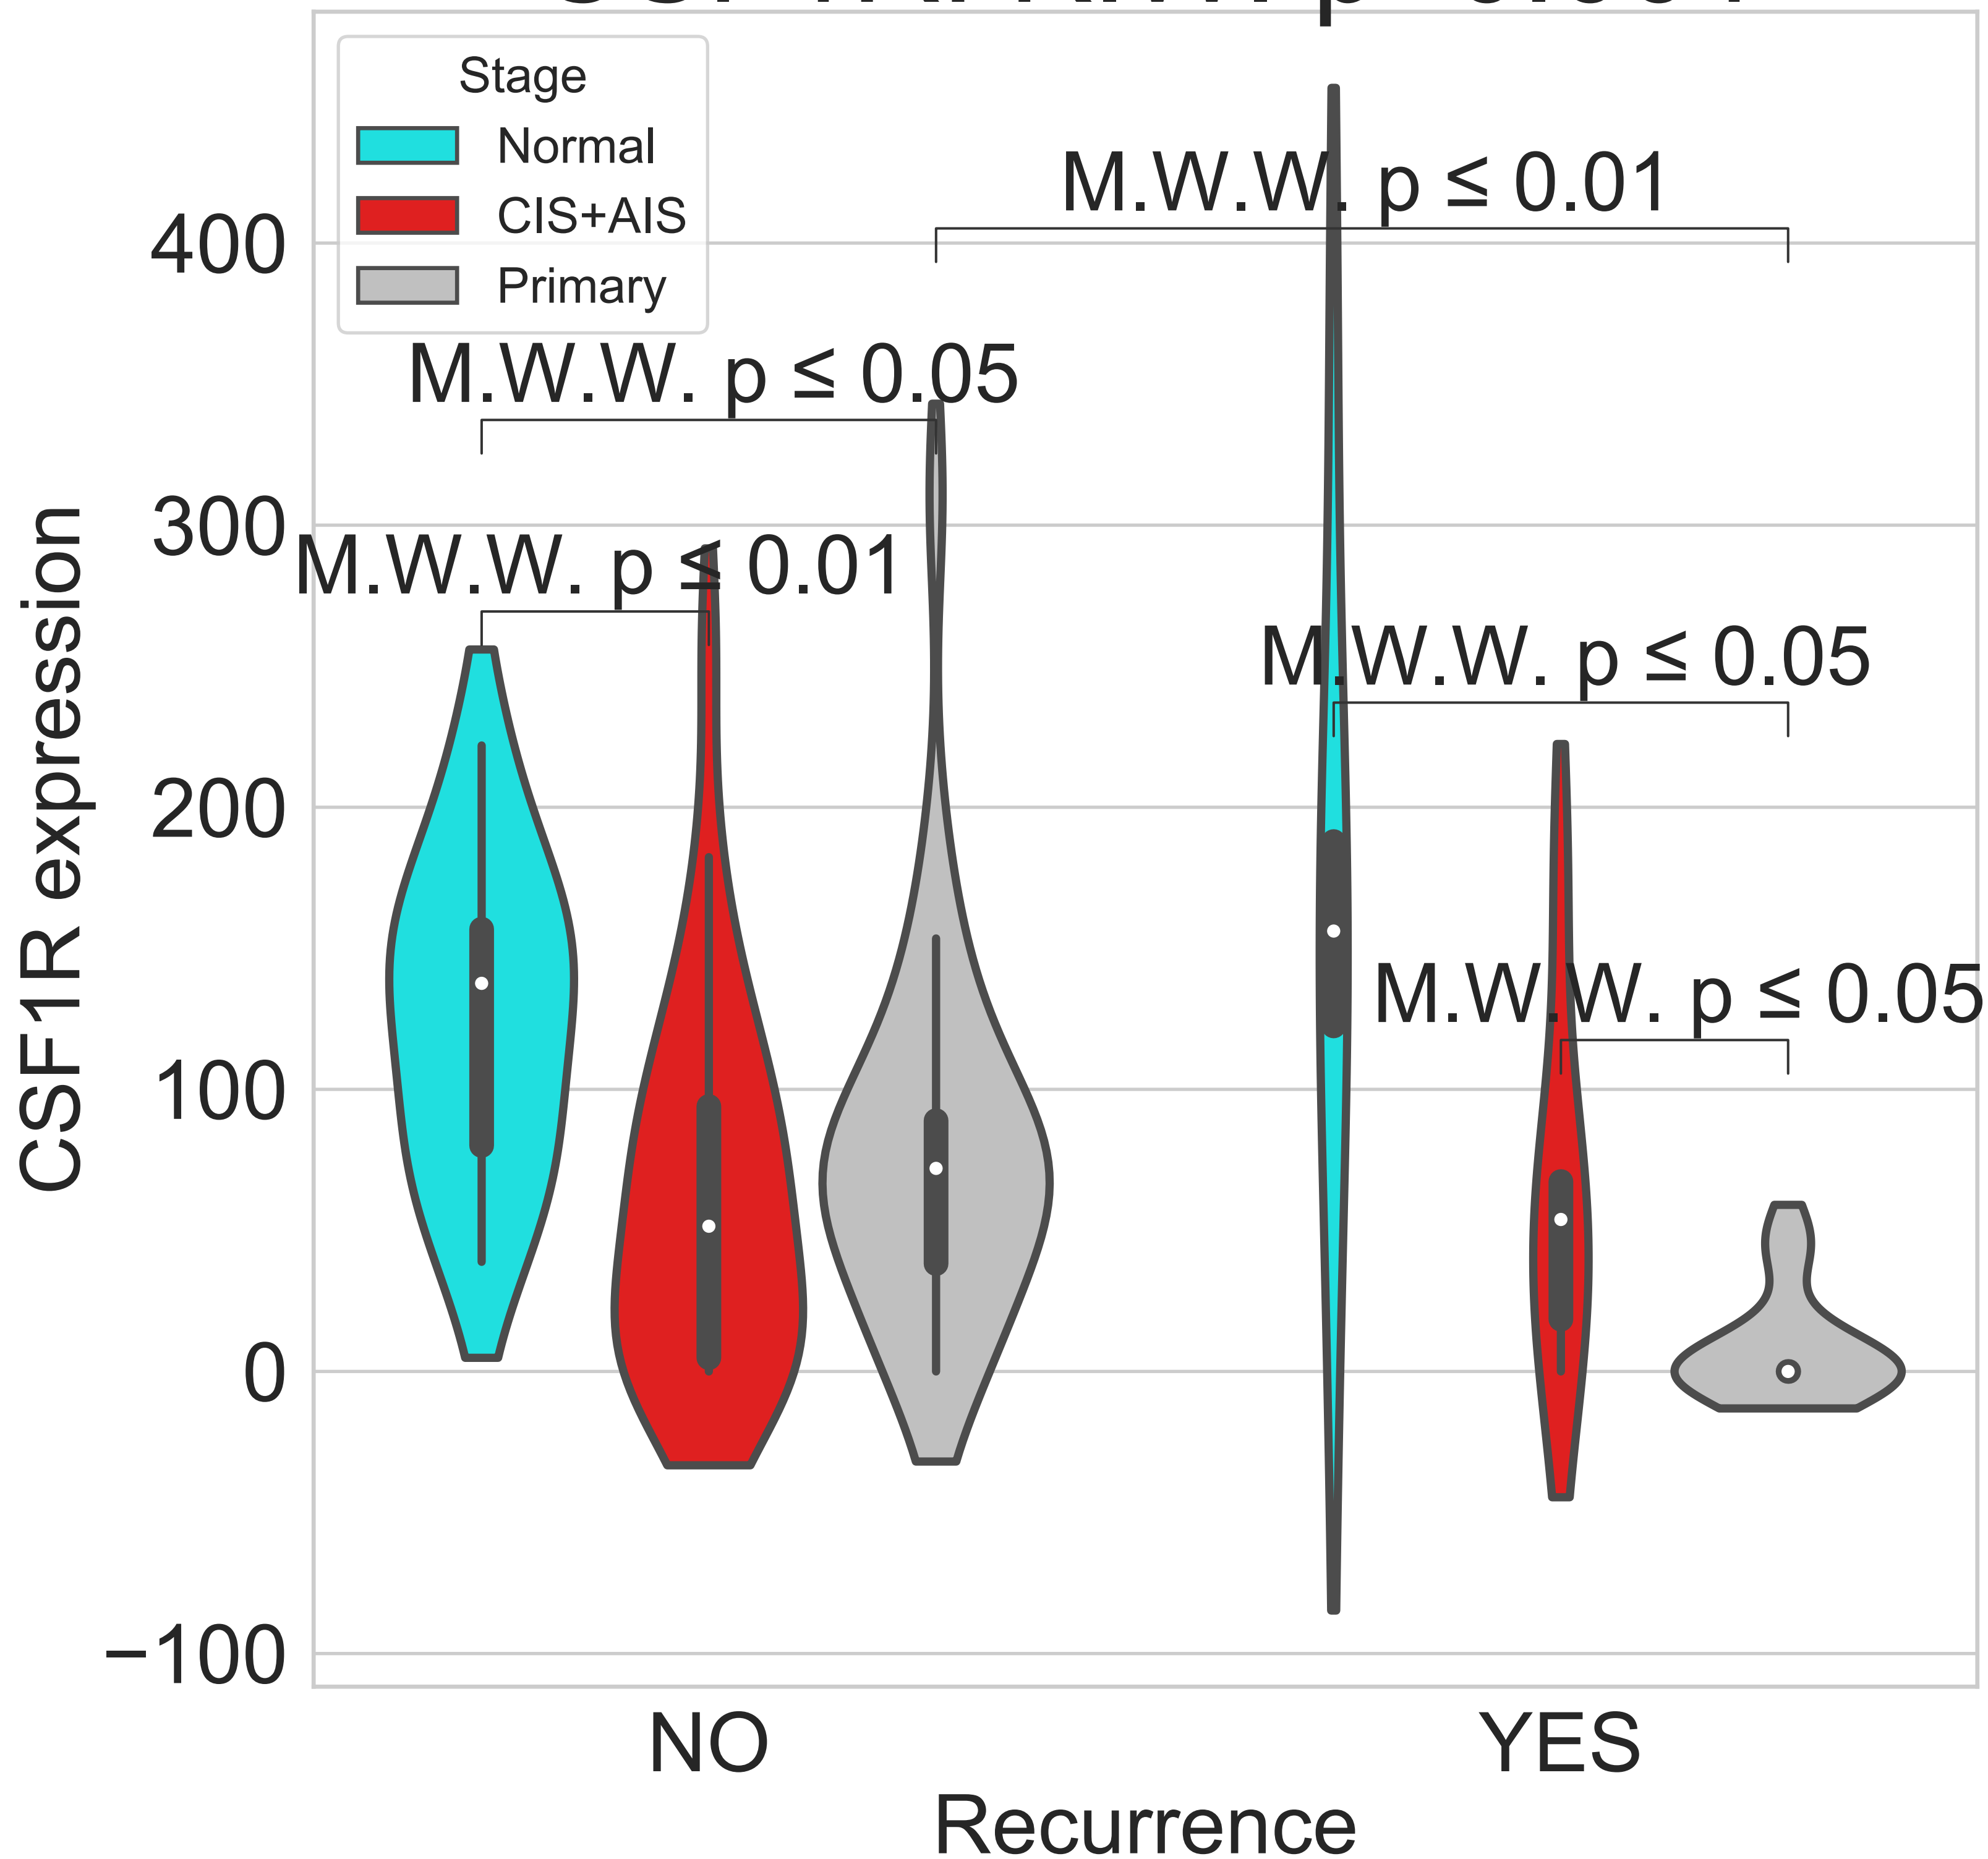 Stage
Normal
CIS+AIS
Primary
M.W.W. p ≤ 0.01
M.W.W. p ≤ 0.05
M.W.W. p ≤ 0.01
M.W.W. p ≤ 0.05
M.W.W. p ≤ 0.05
CSF1R expression
400
300
200
100
0
−100
NO
YES
Recurrence